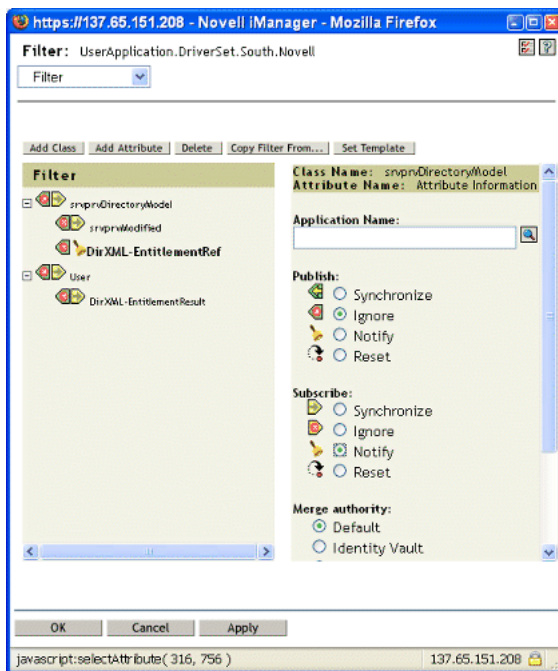 https://137.65.151.208 - Novell iManager - Mozilla Firefox
Filter: UserApplication.DriverSet.South.Novell
Filter
Add Class Add Attribute Delete Copy Filter From... Set Template
Filter
srvprvDirectoryModel
srvprvModified
DirXML-EntitlementRef
User
DirXML-EntitlementResult
Class Name: srvprvDirectoryModel
Attribute Name: Attribute Information
Application Name:
Publish:
Synchronize
Ignore
Notify
Reset
Subscribe:
Synchronize
Ignore
Notify
Reset
Merge authority:
Default
Identity Vault
OK Cancel Apply
javascript:selectAttribute( 316, 756 ) 137.65.151.208